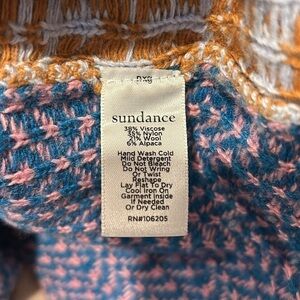 sundance
38% Viscose
35% Nylon
21% Wool
6% Alpaca
Hand Wash Cold
Mild Detergent
Do Not Bleach
Do Not Wring
Or Twist
Reshape
Lay Flat To Dry
Cool Iron On
Garment Inside
If Needed
Or Dry Clean
RN#106205